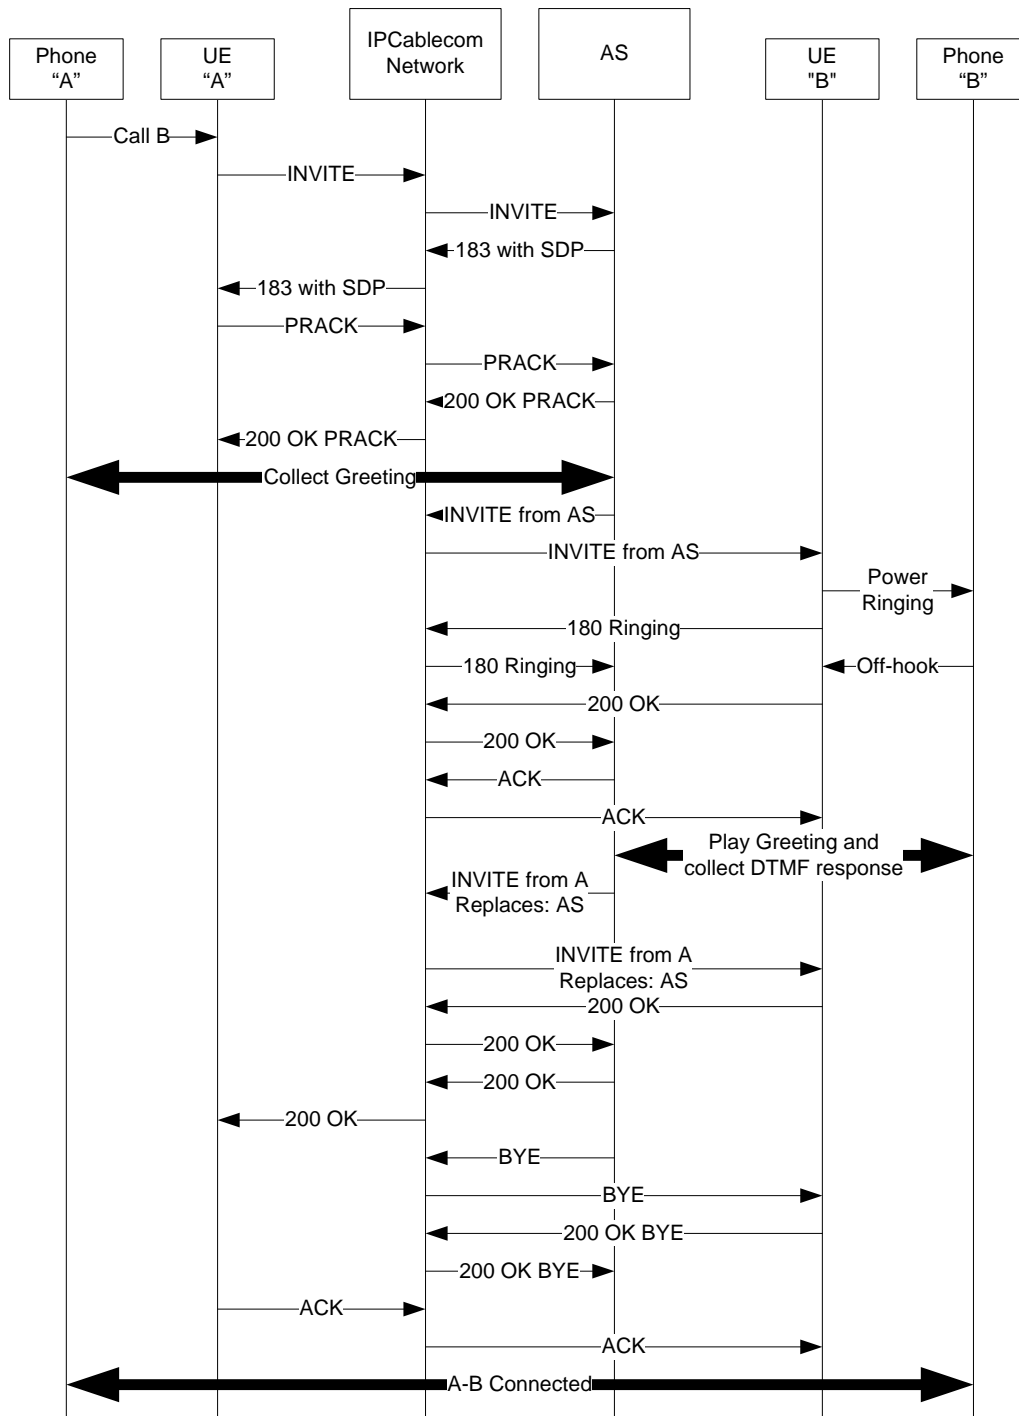 Phone
“A”
UE
“A”
IPCablecom
Network
AS
UE
"B"
Phone
“B”
Call B
INVITE
INVITE
183 with SDP
183 with SDP
PRACK
PRACK
200 OK PRACK
200 OK PRACK
Collect Greeting
INVITE from AS
INVITE from AS
Power
Ringing
180 Ringing
180 Ringing
Off-hook
200 OK
200 OK
ACK
ACK
Play Greeting and
collect DTMF response
INVITE from A
Replaces: AS
INVITE from A
Replaces: AS
200 OK
200 OK
200 OK
200 OK
BYE
BYE
200 OK BYE
200 OK BYE
ACK
ACK
A-B Connected